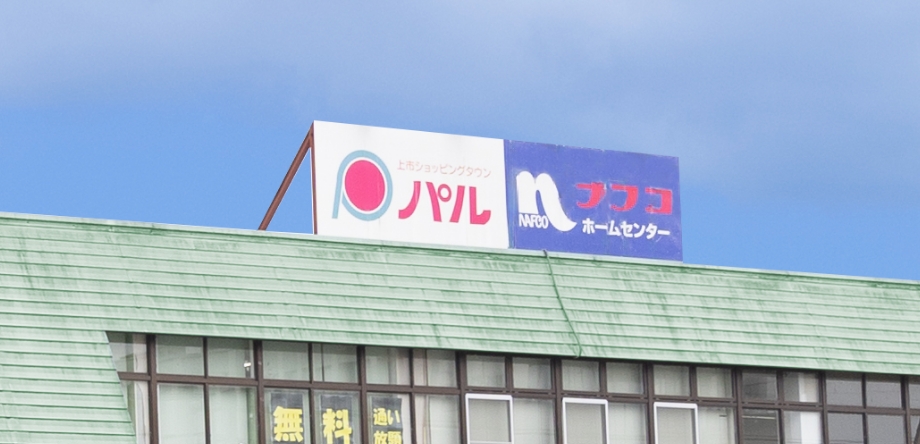 上市ショッピングタウン
パル
ナフコ
NAFCO
ホームセンター
無料
通い
放題